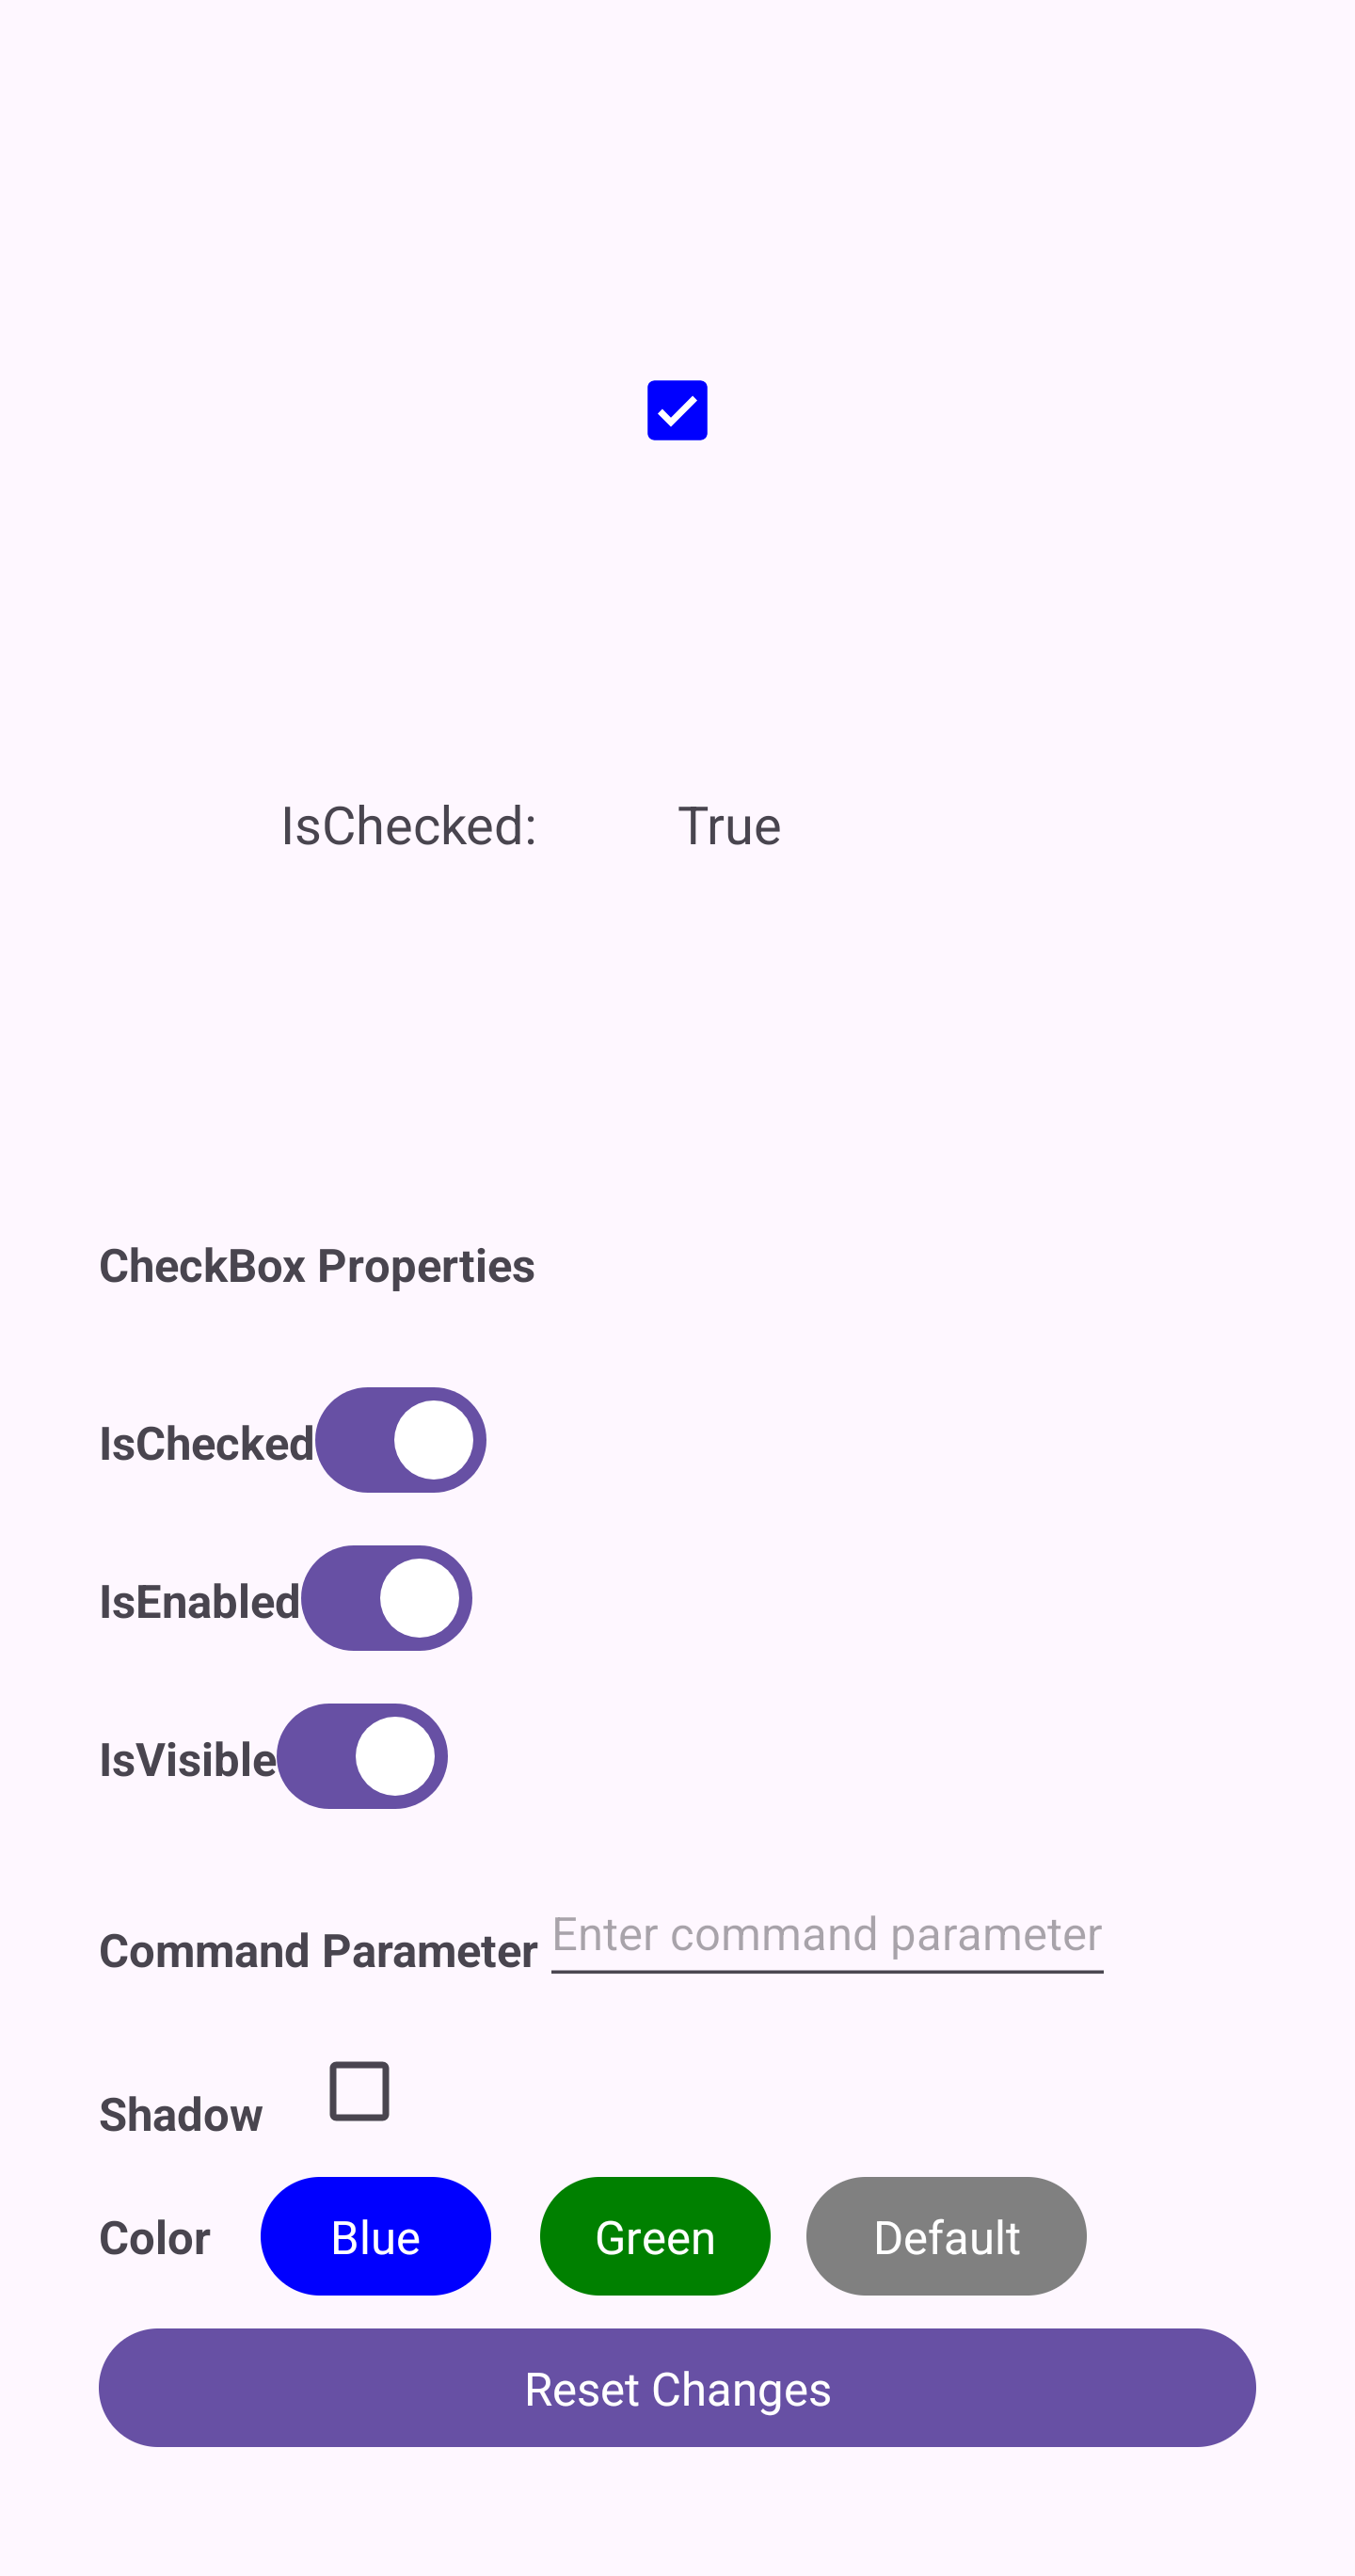 IsChecked: True
CheckBox Properties
IsChecked
IsEnabled
IsVisible
Command Parameter Enter command parameter
Shadow
Color Blue Green Default
Reset Changes